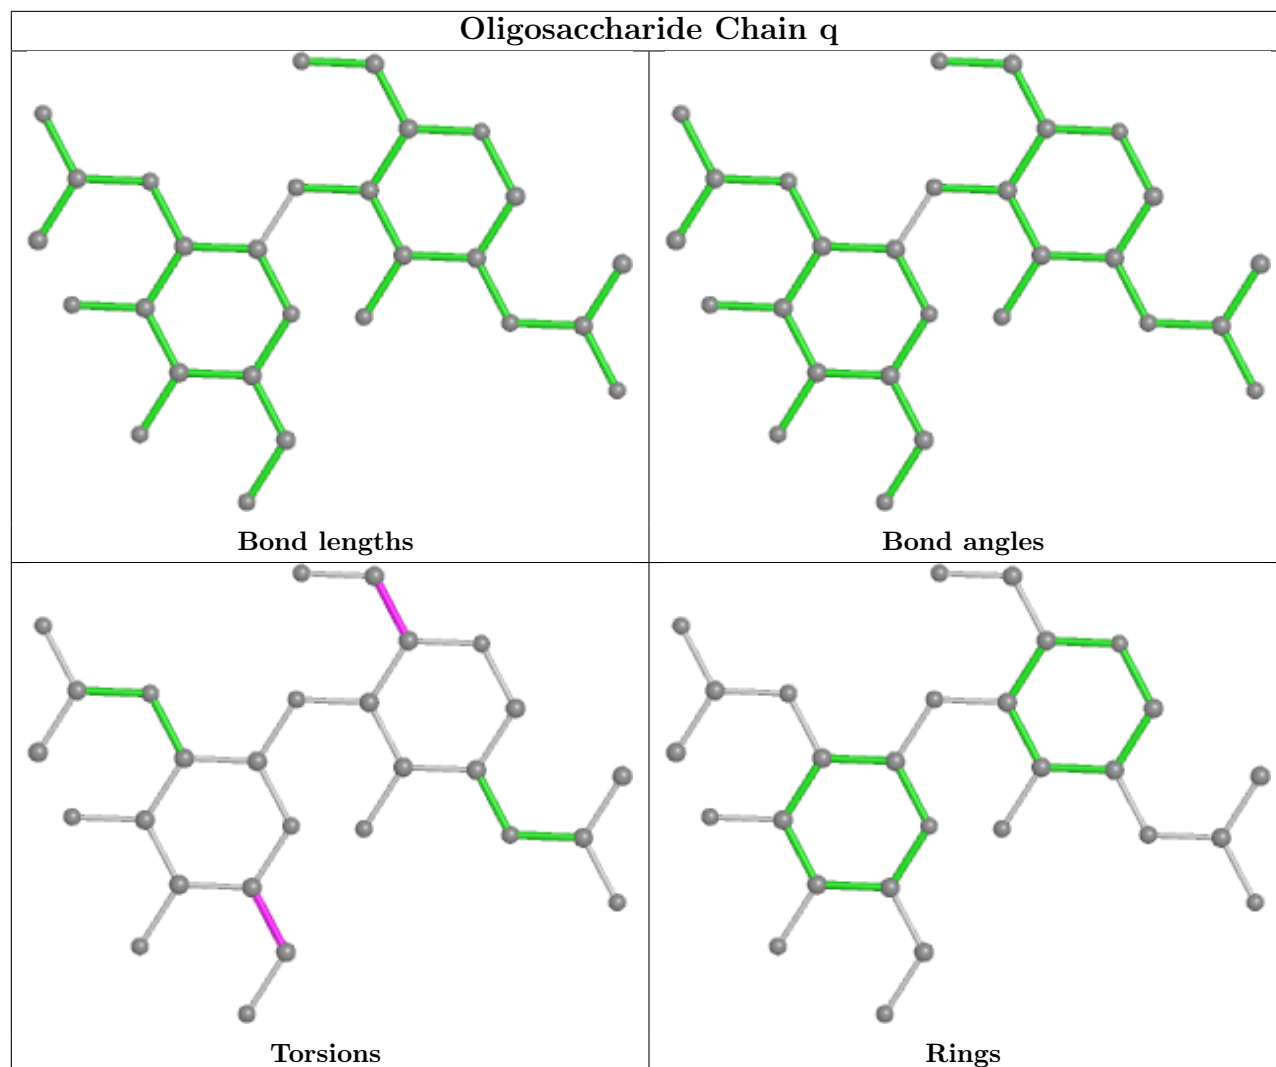 Oligosaccharide Chain q
Bond lengths
Bond angles
Torsions
Rings